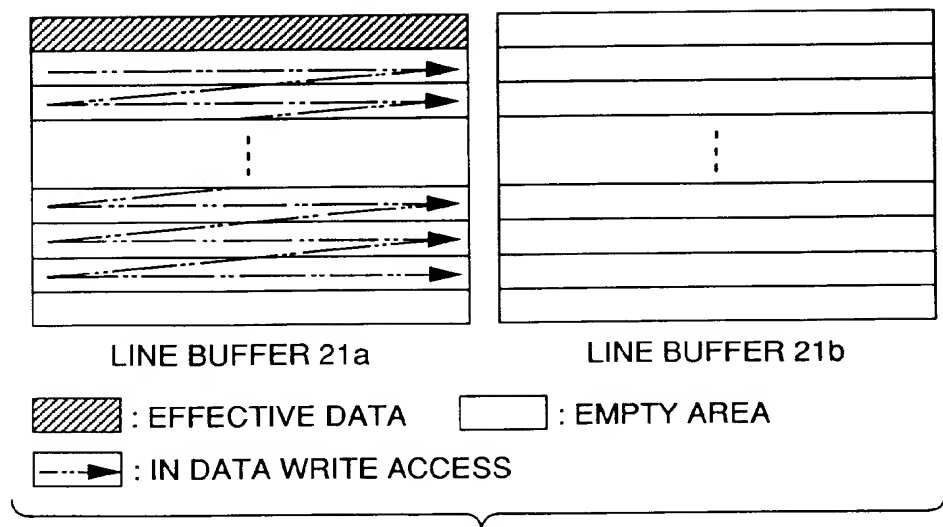 LINE BUFFER 21a
LINE BUFFER 21b
: EFFECTIVE DATA
: EMPTY AREA
: IN DATA WRITE ACCESS